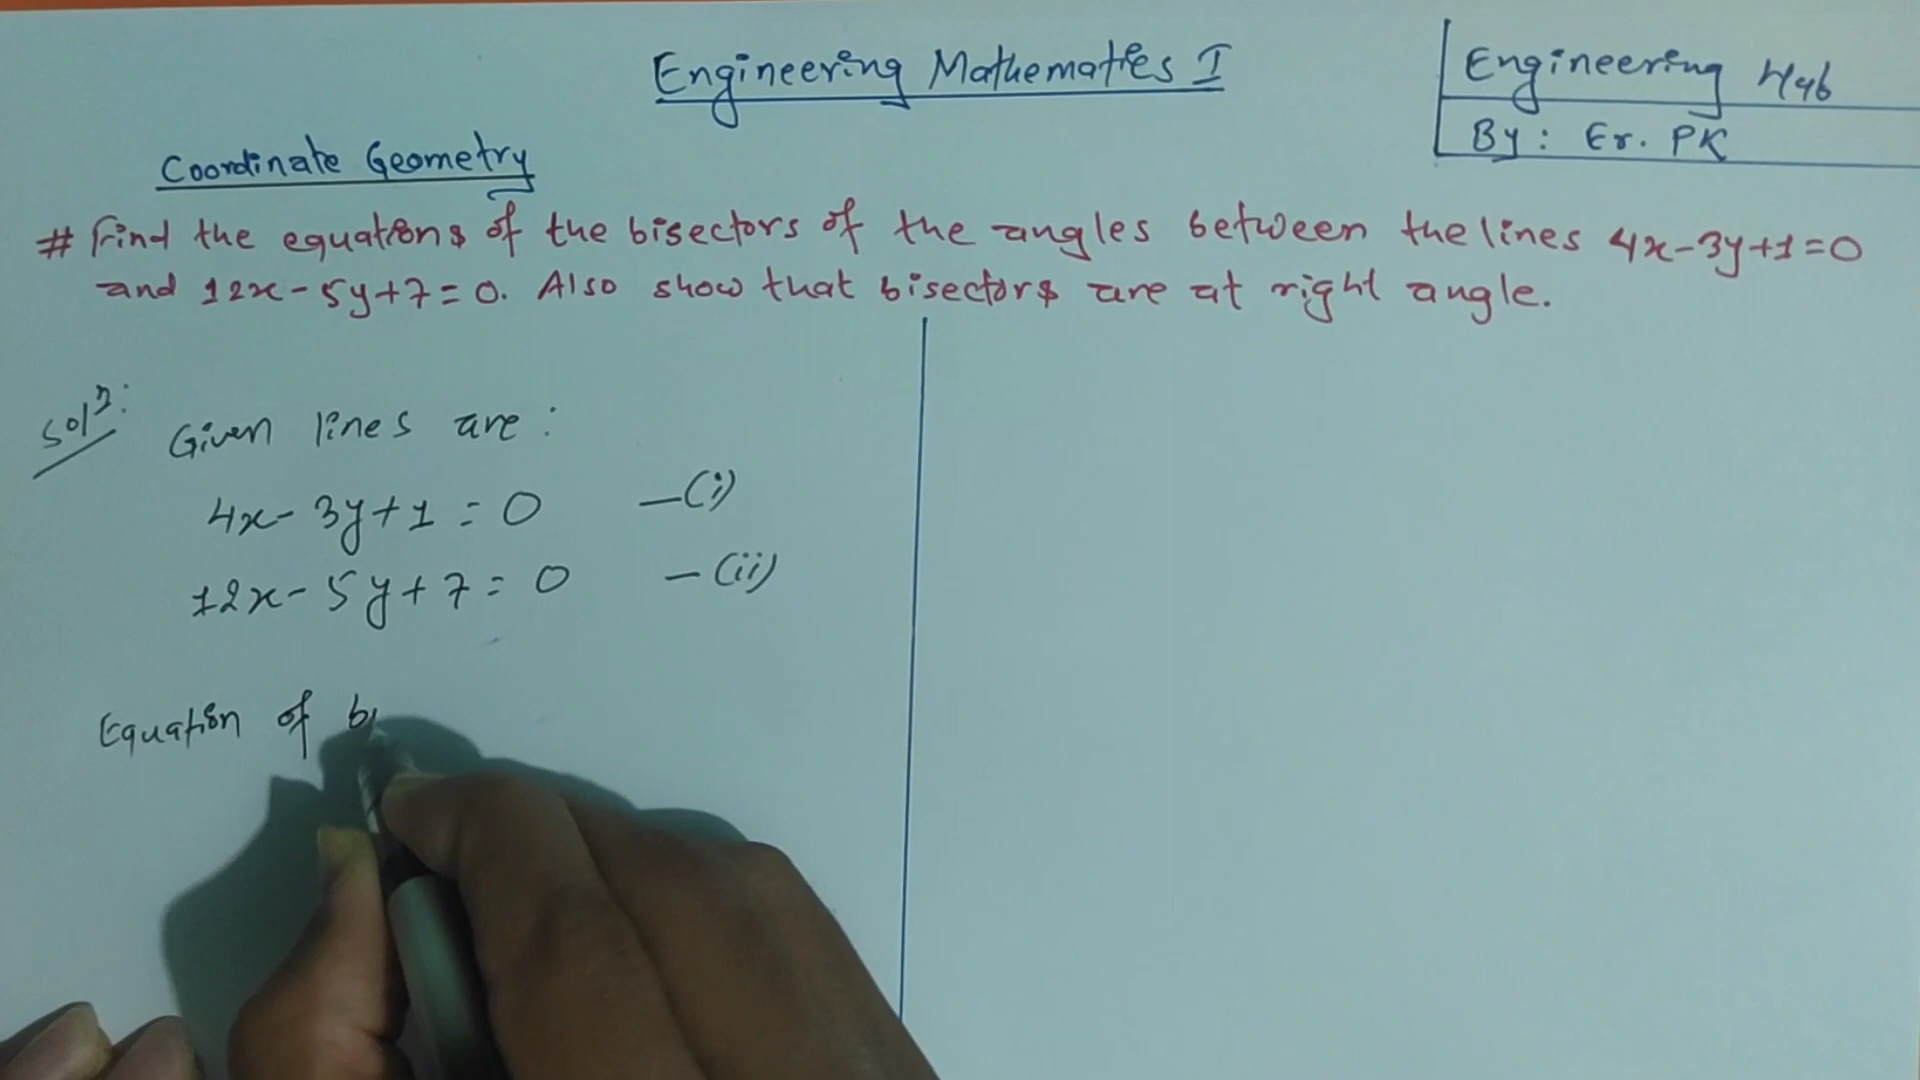 Engineering Mathematics I
Engineering Hub
By: Er. PK
Coordinate Geometry
# Find the equations of the bisectors of the angles between the lines 4x-3y+1=0
and 12x-5y+7=0. Also show that bisectors are at right angle.
Solⁿ:
Given lines are:
4x-3y+1=0 —(i)
12x-5y+7=0 —(ii)
Equation of bi